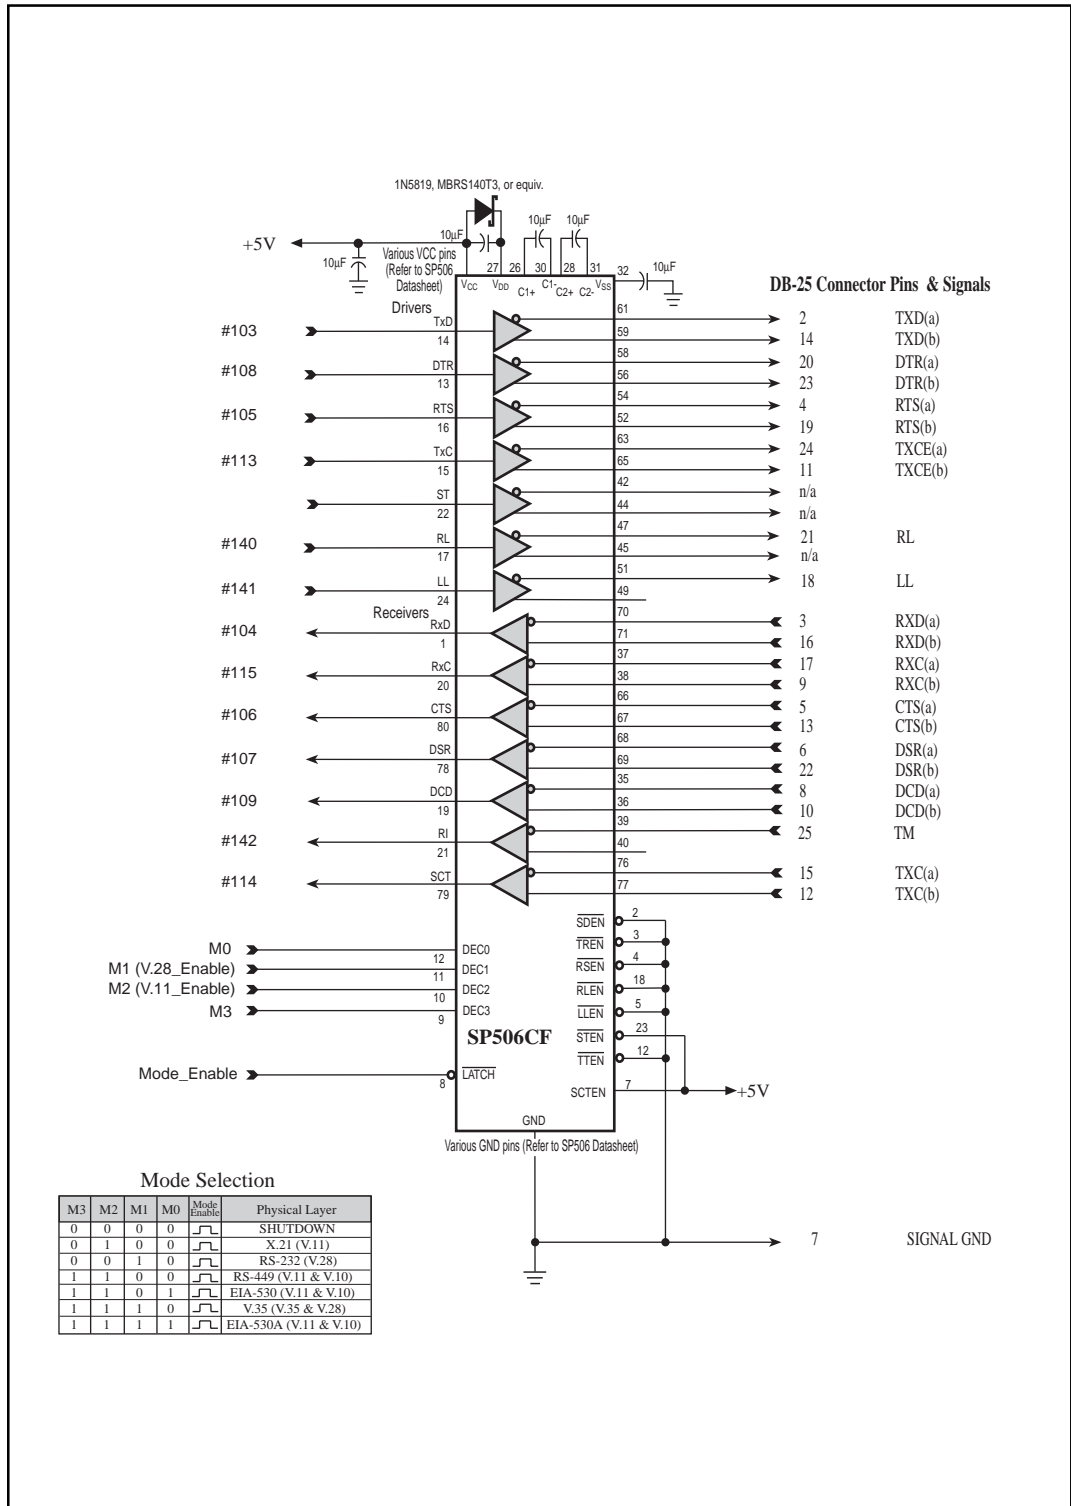 1N5819, MBRS140T3, or equiv.
10µF 10µF
+5V 10µF
10µF Various VCC pins
(Refer to SP506
Datasheet)
27 26 30 28 31 32 10µF
VCC VDD C1+ C1- C2+ C2- VSS
DB-25 Connector Pins & Signals
Drivers
#103 TxD 14 61 2 TXD(a)
59 14 TXD(b)
#108 DTR 13 58 20 DTR(a)
56 23 DTR(b)
#105 RTS 16 54 4 RTS(a)
52 19 RTS(b)
#113 TxC 15 63 24 TXCE(a)
65 11 TXCE(b)
ST 22 42 n/a
44 n/a
#140 RL 17 47 21 RL
45 n/a
#141 LL 24 51 18 LL
49
Receivers
#104 RxD 1 70 3 RXD(a)
71 16 RXD(b)
#115 RxC 20 37 17 RXC(a)
38 9 RXC(b)
#106 CTS 80 66 5 CTS(a)
67 13 CTS(b)
#107 DSR 78 68 6 DSR(a)
69 22 DSR(b)
#109 DCD 19 35 8 DCD(a)
36 10 DCD(b)
#142 RI 21 39 25 TM
40
#114 SCT 79 76 15 TXC(a)
77 12 TXC(b)
SDEN 2
TREN 3
RSEN 4
RLEN 18
LLEN 5
STEN 23
TTEN 12
SCTEN 7 +5V
M0 12 DEC0
M1 (V.28_Enable) 11 DEC1
M2 (V.11_Enable) 10 DEC2
M3 9 DEC3
SP506CF
Mode_Enable 8 LATCH
GND
Various GND pins (Refer to SP506 Datasheet)
7 SIGNAL GND
Mode Selection
M3 M2 M1 M0 Mode Enable Physical Layer
0 0 0 0 SHUTDOWN
0 1 0 0 X.21 (V.11)
0 0 1 0 RS-232 (V.28)
1 1 0 0 RS-449 (V.11 & V.10)
1 1 0 1 EIA-530 (V.11 & V.10)
1 1 1 0 V.35 (V.35 & V.28)
1 1 1 1 EIA-530A (V.11 & V.10)